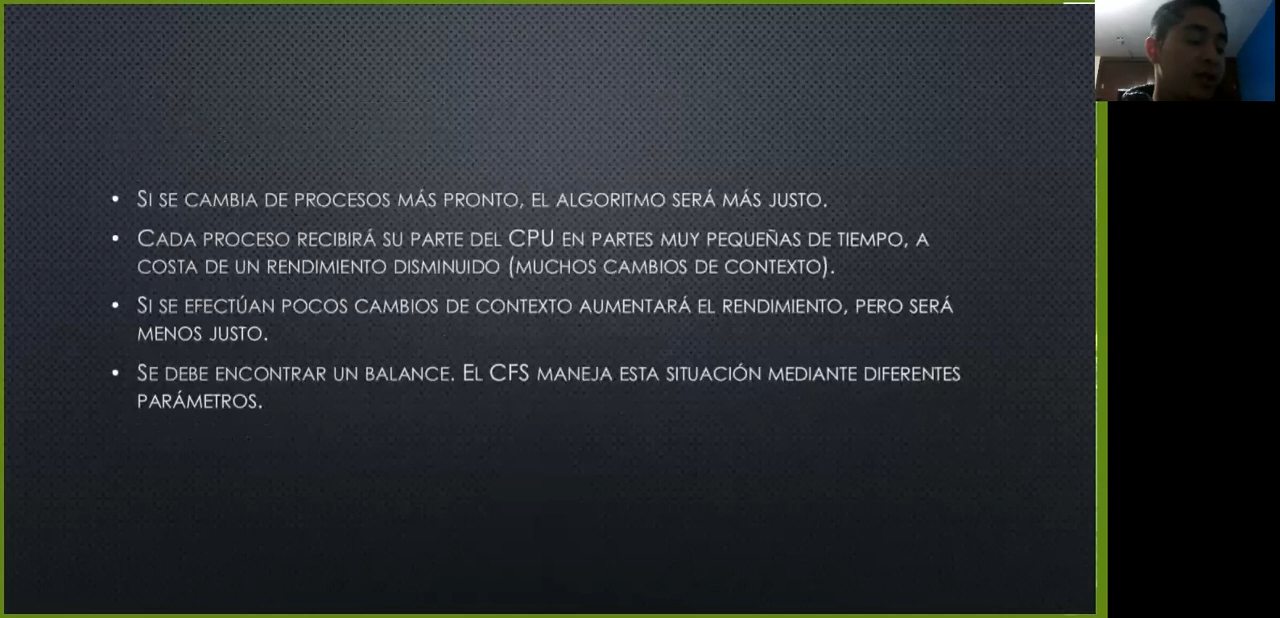 • Si se cambia de procesos más pronto, el algoritmo será más justo.
• Cada proceso recibirá su parte del CPU en partes muy pequeñas de tiempo, a
costa de un rendimiento disminuido (muchos cambios de contexto).
• Si se efectúan pocos cambios de contexto aumentará el rendimiento, pero será
menos justo.
• Se debe encontrar un balance. El CFS maneja esta situación mediante diferentes
parámetros.